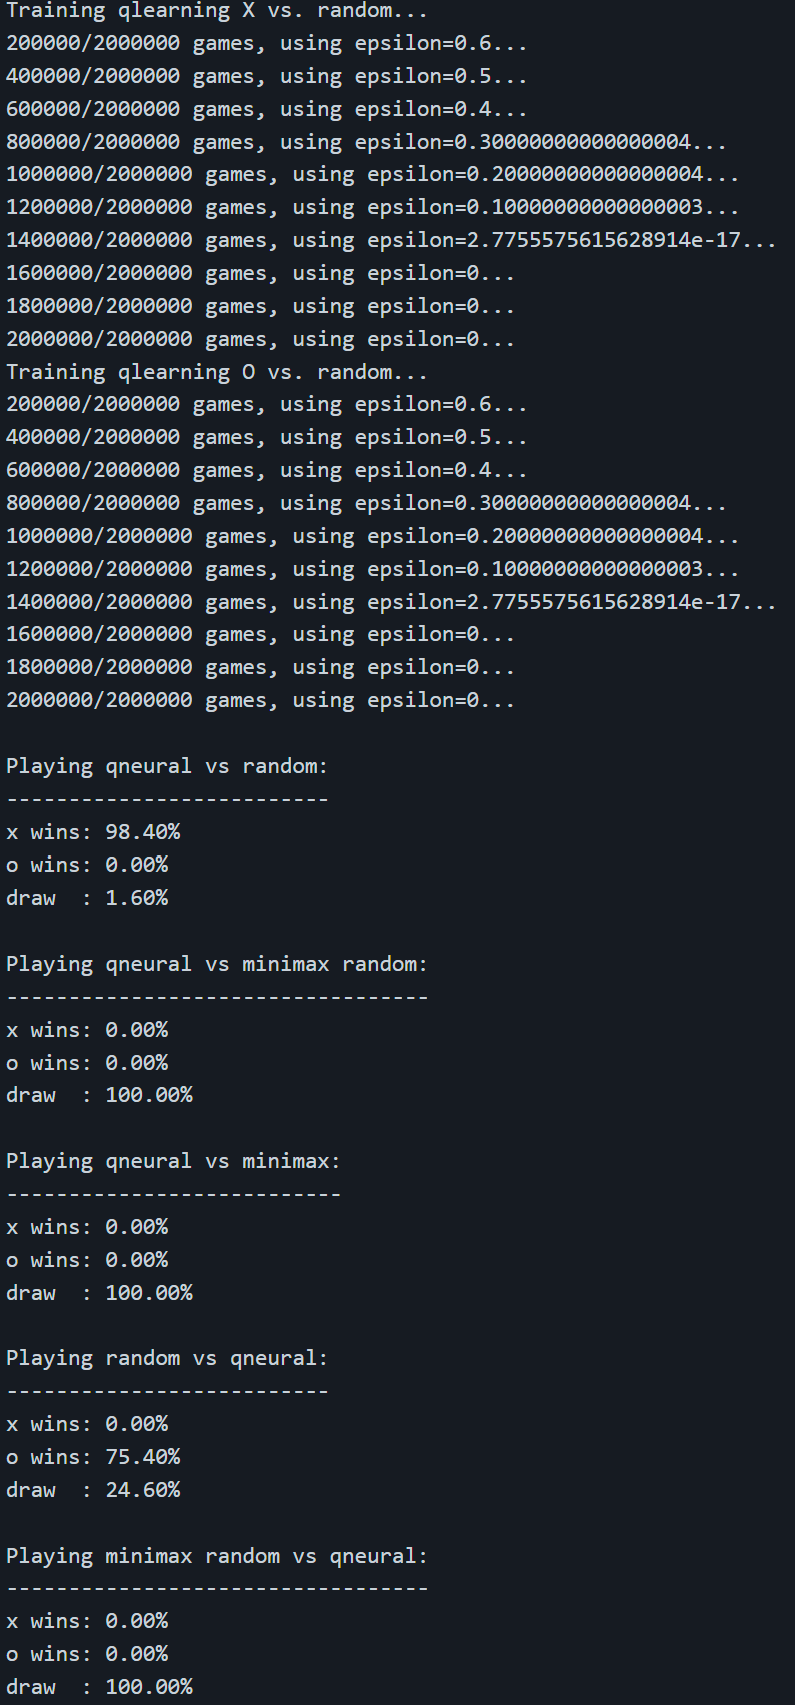 Training qlearning X vs. random...
200000/2000000 games, using epsilon=0.6...
400000/2000000 games, using epsilon=0.5...
600000/2000000 games, using epsilon=0.4...
800000/2000000 games, using epsilon=0.30000000000000004...
1000000/2000000 games, using epsilon=0.20000000000000004...
1200000/2000000 games, using epsilon=0.10000000000000003...
1400000/2000000 games, using epsilon=2.7755575615628914e-17...
1600000/2000000 games, using epsilon=0...
1800000/2000000 games, using epsilon=0...
2000000/2000000 games, using epsilon=0...
Training qlearning O vs. random...
200000/2000000 games, using epsilon=0.6...
400000/2000000 games, using epsilon=0.5...
600000/2000000 games, using epsilon=0.4...
800000/2000000 games, using epsilon=0.30000000000000004...
1000000/2000000 games, using epsilon=0.20000000000000004...
1200000/2000000 games, using epsilon=0.10000000000000003...
1400000/2000000 games, using epsilon=2.7755575615628914e-17...
1600000/2000000 games, using epsilon=0...
1800000/2000000 games, using epsilon=0...
2000000/2000000 games, using epsilon=0...

Playing qneural vs random:
--------------------------
x wins: 98.40%
o wins: 0.00%
draw  : 1.60%

Playing qneural vs minimax random:
----------------------------------
x wins: 0.00%
o wins: 0.00%
draw  : 100.00%

Playing qneural vs minimax:
---------------------------
x wins: 0.00%
o wins: 0.00%
draw  : 100.00%

Playing random vs qneural:
--------------------------
x wins: 0.00%
o wins: 75.40%
draw  : 24.60%

Playing minimax random vs qneural:
----------------------------------
x wins: 0.00%
o wins: 0.00%
draw  : 100.00%